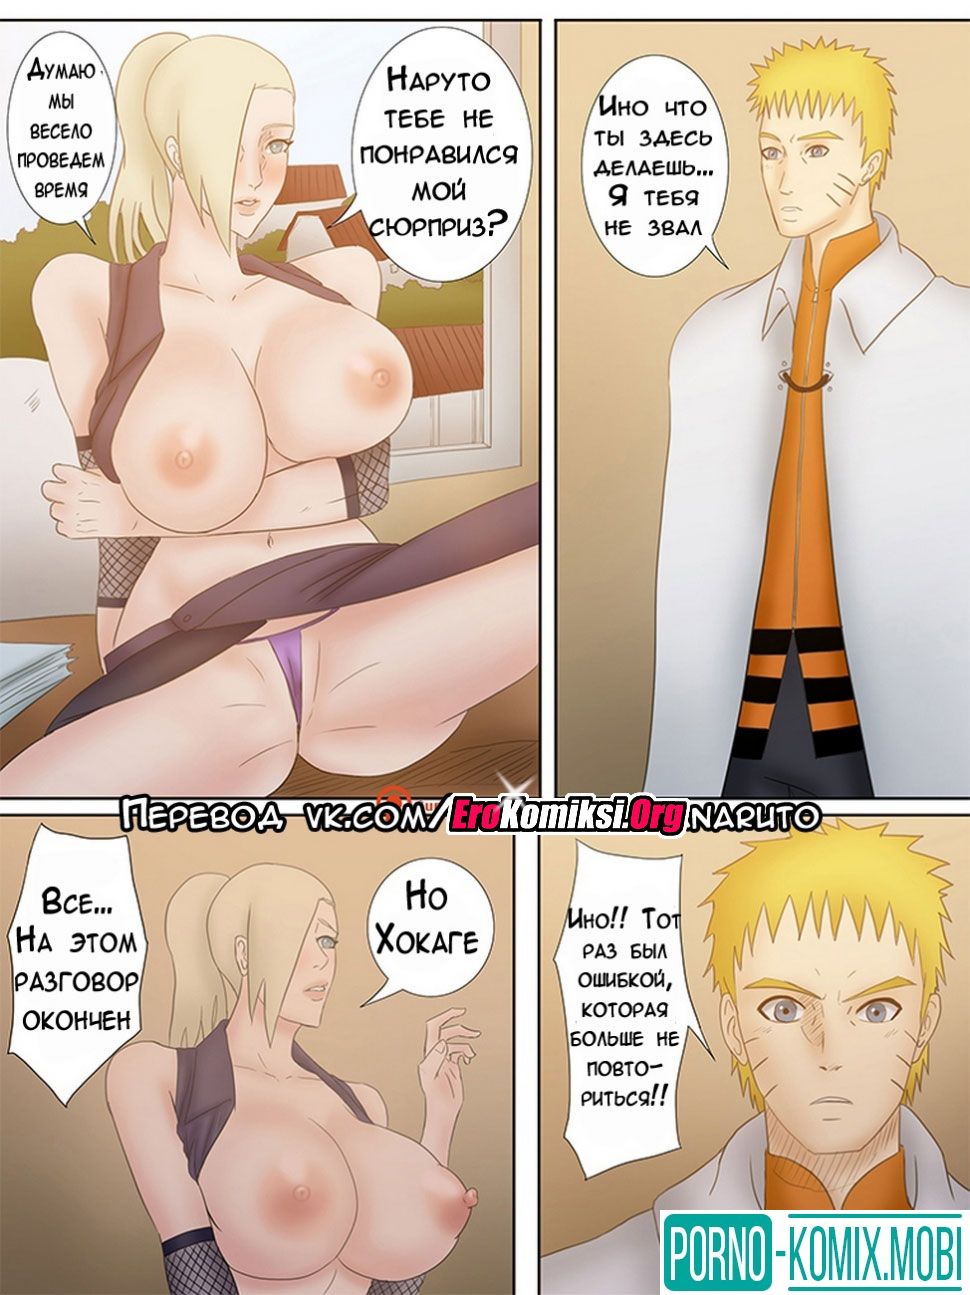 Думаю
мы
весело
проведем
время
Наруто
тебе не
понравился
мой
сюрприз?
Ино что
ты здесь
делаешь...
Я тебя
не звал
Перевод vk.com/ EroKomiksi.Org naruto
Все...
На этом
разговор
окончен
Но
Хокаге
Ино!! Тот
раз был
ошибкой,
которая
больше не
повто-
риться!!
PORNO-KOMIX.MOBI